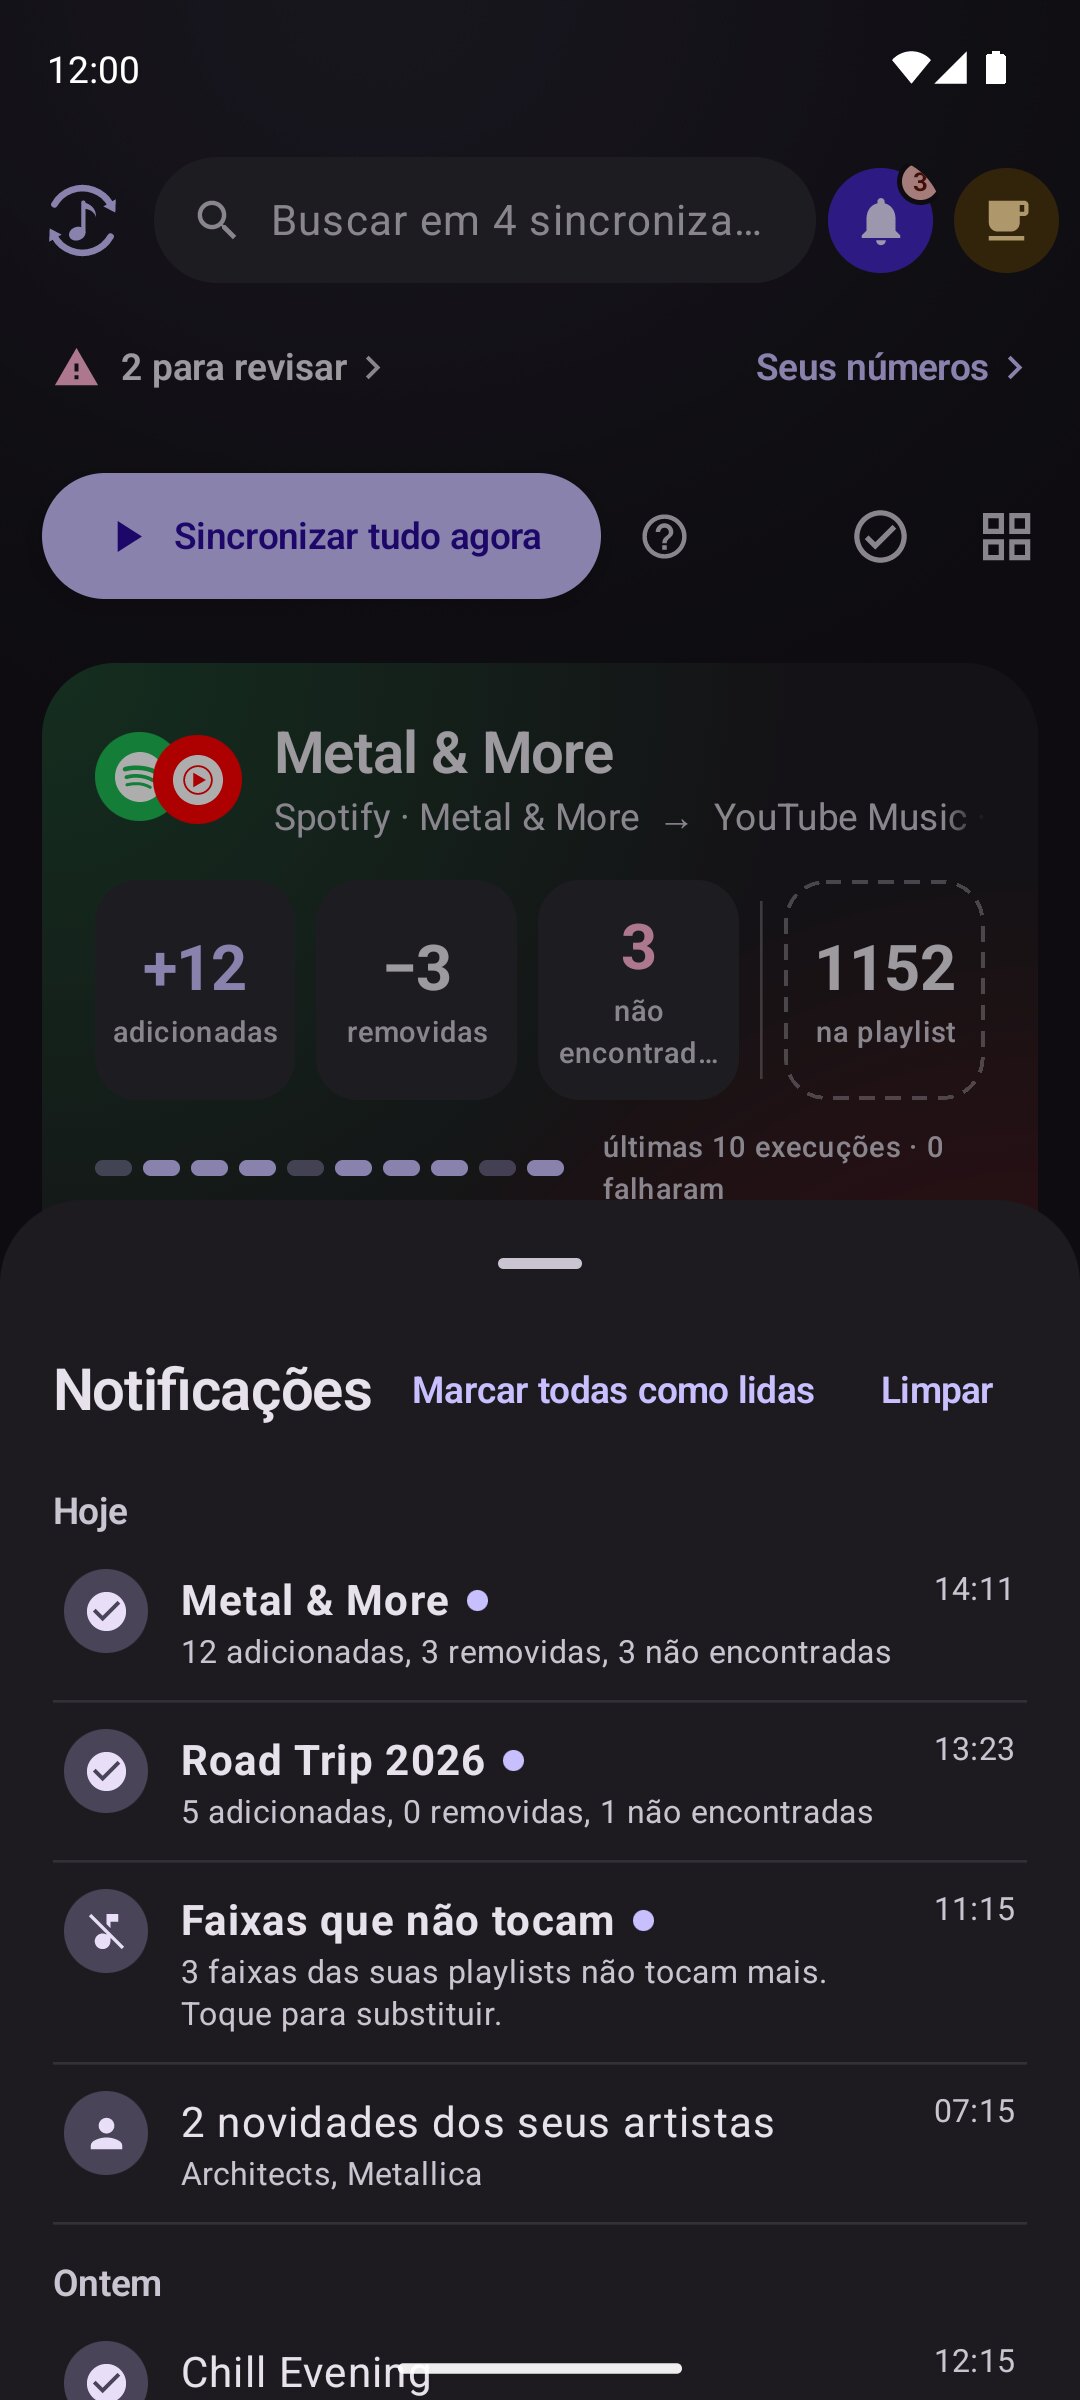 12:00
Buscar em 4 sincroniza…
3
2 para revisar
Seus números
Sincronizar tudo agora
Metal & More
Spotify · Metal & More → YouTube Music
+12
adicionadas
−3
removidas
3
não
encontrad…
1152
na playlist
últimas 10 execuções · 0
falharam
Notificações
Marcar todas como lidas
Limpar
Hoje
Metal & More
14:11
12 adicionadas, 3 removidas, 3 não encontradas
Road Trip 2026
13:23
5 adicionadas, 0 removidas, 1 não encontradas
Faixas que não tocam
11:15
3 faixas das suas playlists não tocam mais.
Toque para substituir.
2 novidades dos seus artistas
07:15
Architects, Metallica
Ontem
Chill Evening
12:15